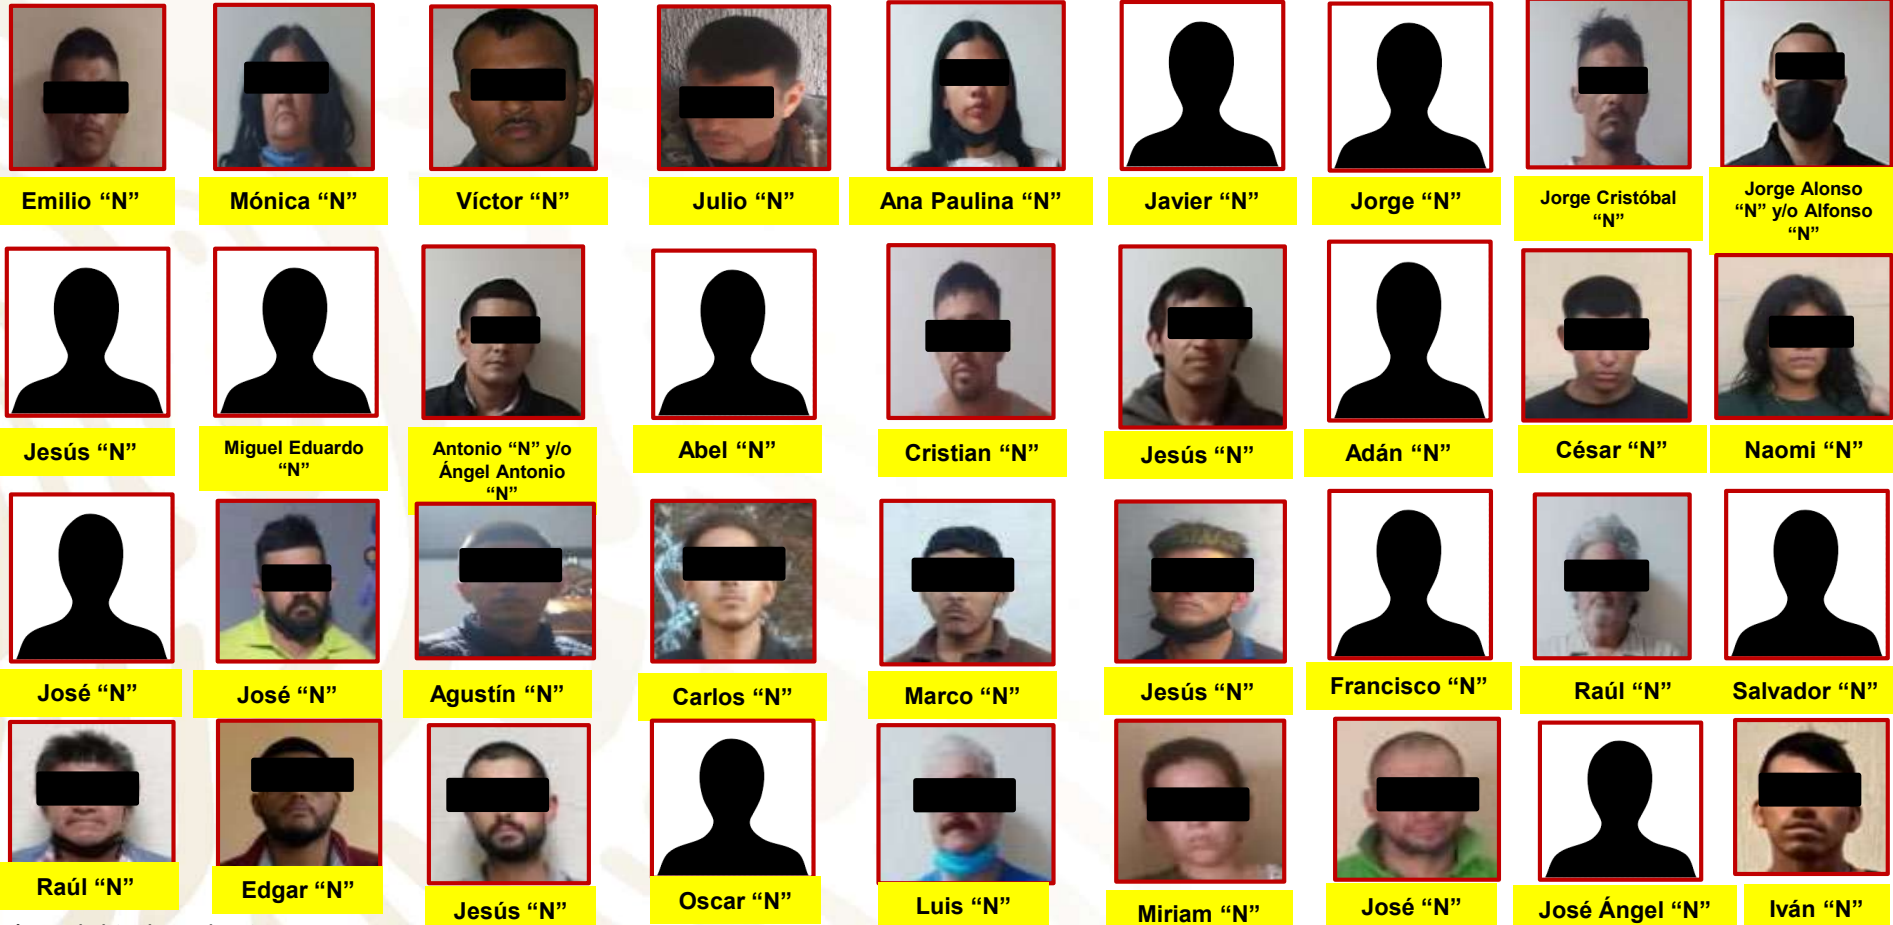 Emilio “N”
Mónica “N”
Víctor “N”
Julio “N”
Ana Paulina “N”
Javier “N”
Jorge “N”
Jorge Cristóbal
“N”
Jorge Alonso
“N” y/o Alfonso
“N”
Jesús “N”
Miguel Eduardo
“N”
Antonio “N” y/o
Ángel Antonio
“N”
Abel “N”
Cristian “N”
Jesús “N”
Adán “N”
César “N”
Naomi “N”
José “N”
José “N”
Agustín “N”
Carlos “N”
Marco “N”
Jesús “N”
Francisco “N”
Raúl “N”
Salvador “N”
Raúl “N”
Edgar “N”
Jesús “N”
Oscar “N”
Luis “N”
Miriam “N”
José “N”
José Ángel “N”
Iván “N”